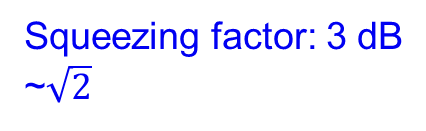 Squeezing factor: 3 dB
~√2